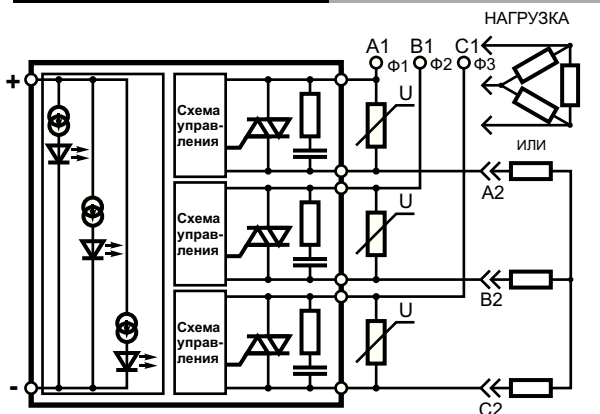 НАГРУЗКА
A1 B1 C1
Ф1 Ф2 Ф3
+
Схема
управ-
ления
U
ИЛИ
A2
Схема
управ-
ления
U
B2
Схема
управ-
ления
U
-
C2